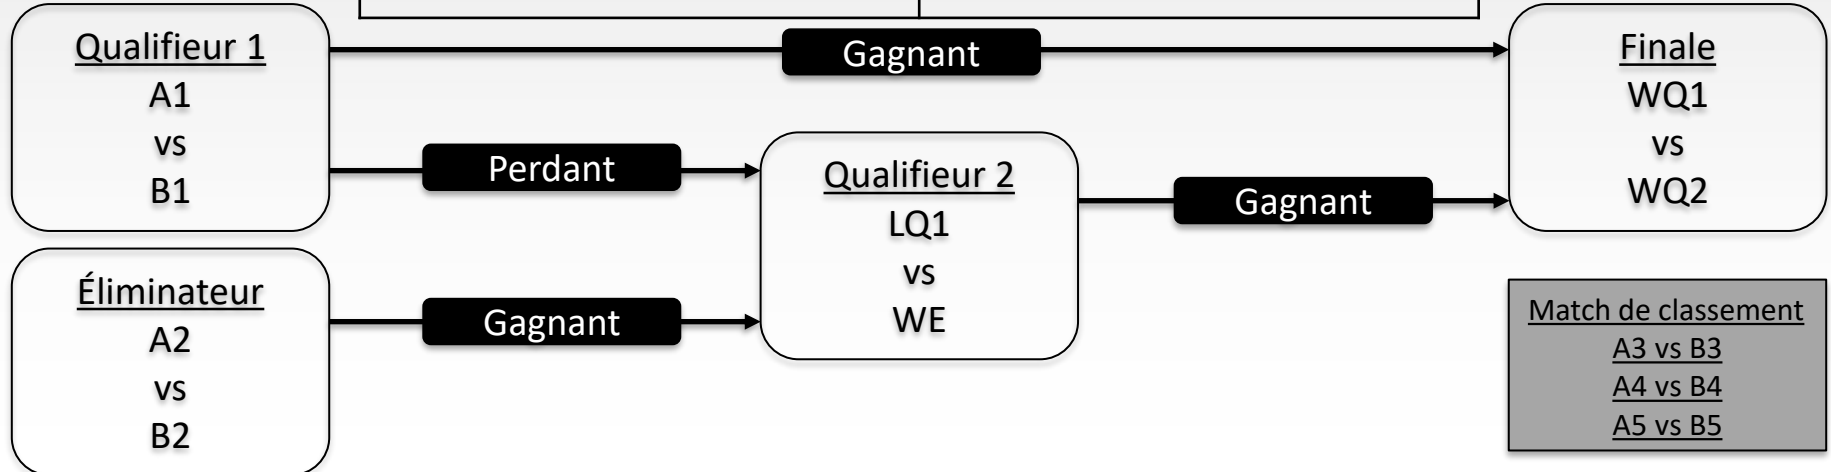 Qualifieur 1
A1
vs
B1
Gagnant
Finale
WQ1
vs
WQ2
Perdant
Qualifieur 2
LQ1
vs
WE
Gagnant
Éliminateur
A2
vs
B2
Gagnant
Match de classement
A3 vs B3
A4 vs B4
A5 vs B5